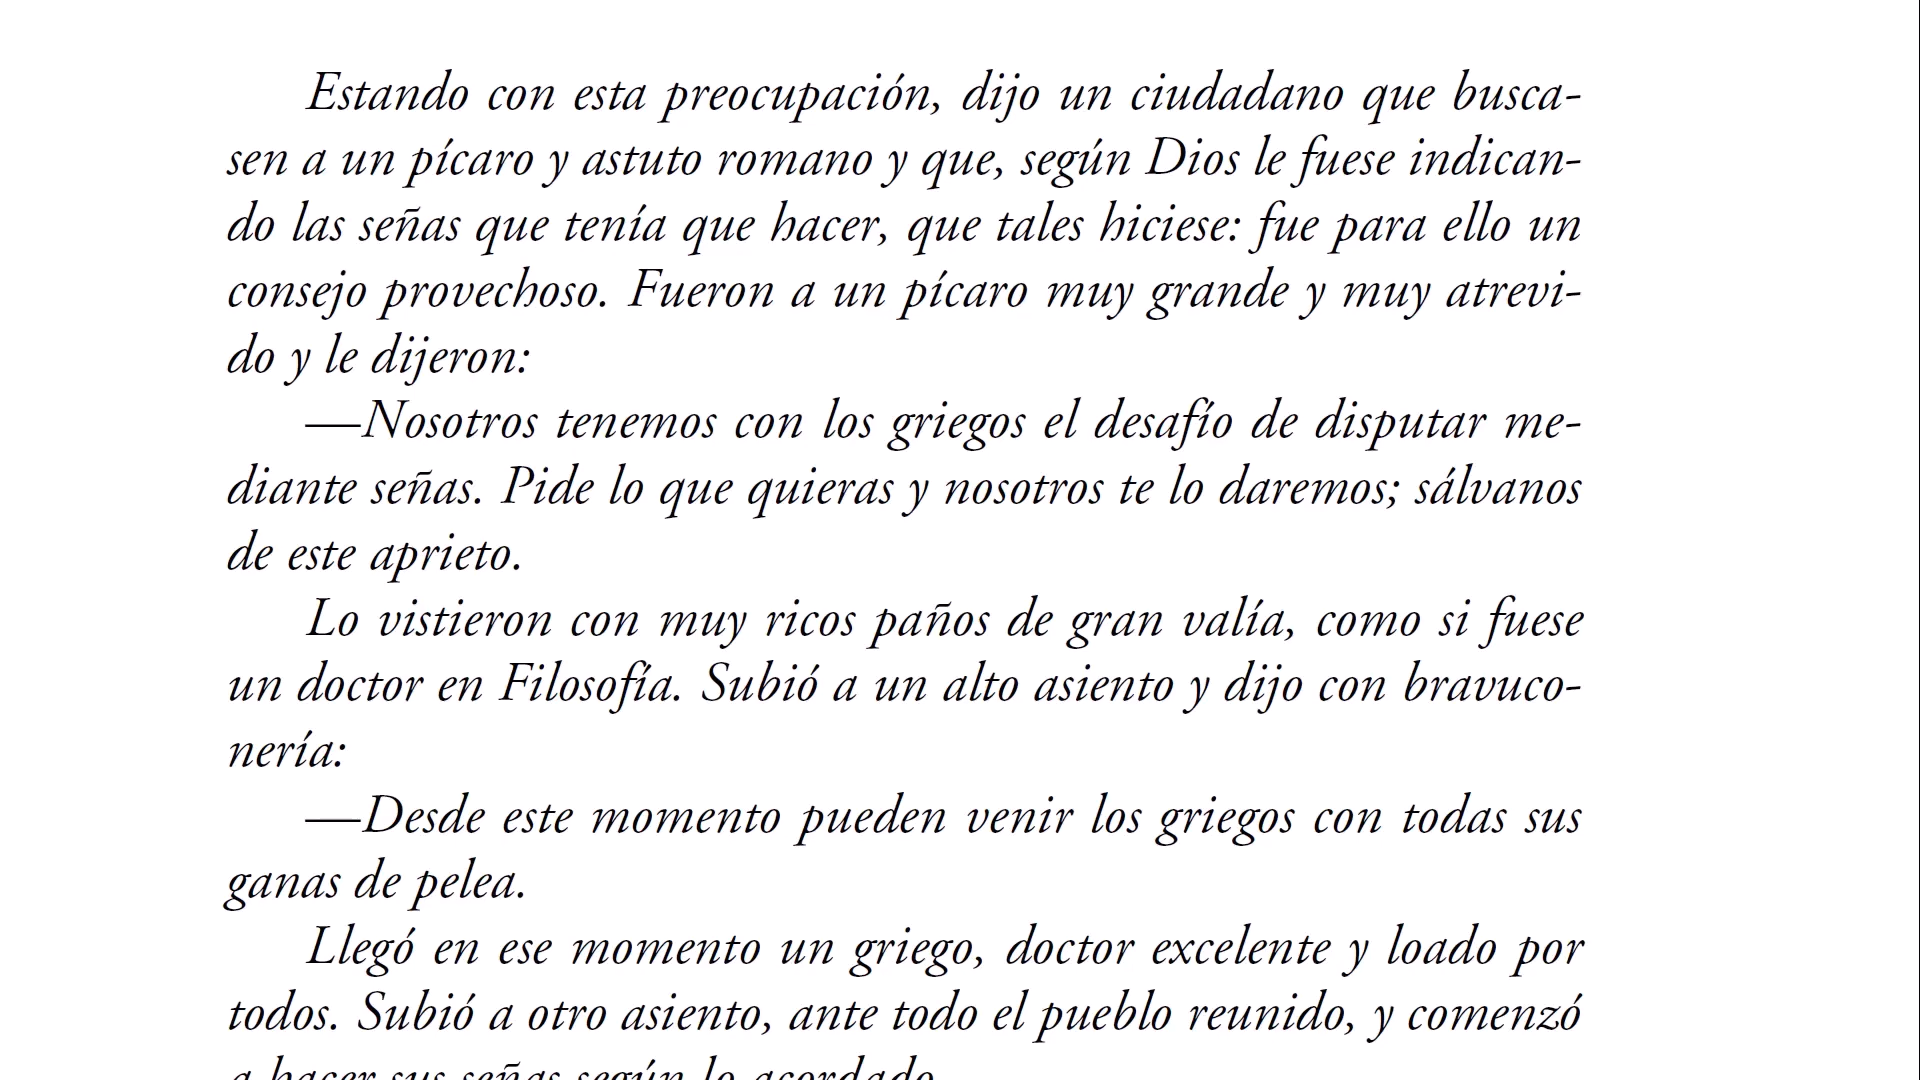 Estando con esta preocupación, dijo un ciudadano que busca-
sen a un pícaro y astuto romano y que, según Dios le fuese indican-
do las señas que tenía que hacer, que tales hiciese: fue para ello un
consejo provechoso. Fueron a un pícaro muy grande y muy atrevi-
do y le dijeron:
—Nosotros tenemos con los griegos el desafío de disputar me-
diante señas. Pide lo que quieras y nosotros te lo daremos; sálvanos
de este aprieto.
Lo vistieron con muy ricos paños de gran valía, como si fuese
un doctor en Filosofía. Subió a un alto asiento y dijo con bravuco-
nería:
—Desde este momento pueden venir los griegos con todas sus
ganas de pelea.
Llegó en ese momento un griego, doctor excelente y loado por
todos. Subió a otro asiento, ante todo el pueblo reunido, y comenzó
a hacer sus señas según lo acordado.